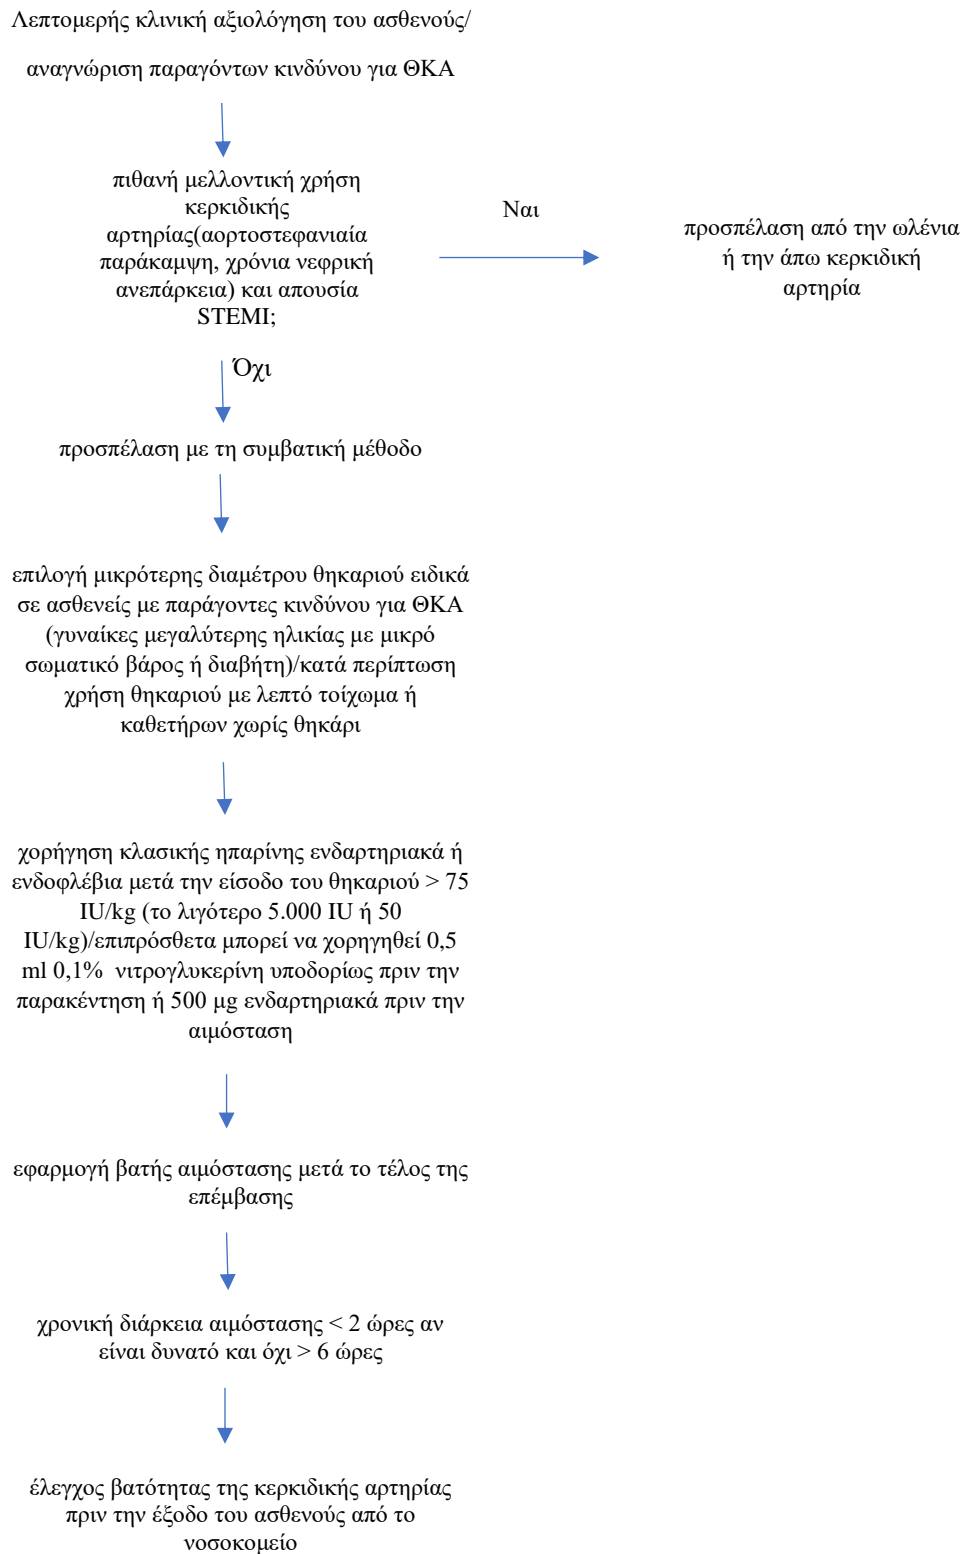 Λεπτομερής κλινική αξιολόγηση του ασθενούς/
αναγνώριση παραγόντων κινδύνου για ΘΚΑ
πιθανή μελλοντική χρήση
κερκιδικής
αρτηρίας(αορτοστεφανιαία
παράκαμψη, χρόνια νεφρική
ανεπάρκεια) και απουσία
STEMI;
Ναι
προσπέλαση από την ωλένια
ή την άπω κερκιδική
αρτηρία
Όχι
προσπέλαση με τη συμβατική μέθοδο
επιλογή μικρότερης διαμέτρου θηκαριού ειδικά
σε ασθενείς με παράγοντες κινδύνου για ΘΚΑ
(γυναίκες μεγαλύτερης ηλικίας με μικρό
σωματικό βάρος ή διαβήτη)/κατά περίπτωση
χρήση θηκαριού με λεπτό τοίχωμα ή
καθετήρων χωρίς θηκάρι
χορήγηση κλασικής ηπαρίνης ενδαρτηριακά ή
ενδοφλέβια μετά την είσοδο του θηκαριού > 75
IU/kg (το λιγότερο 5.000 IU ή 50
IU/kg)/επιπρόσθετα μπορεί να χορηγηθεί 0,5
ml 0,1% νιτρογλυκερίνη υποδορίως πριν την
παρακέντηση ή 500 μg ενδαρτηριακά πριν την
αιμόσταση
εφαρμογή βατής αιμόστασης μετά το τέλος της
επέμβασης
χρονική διάρκεια αιμόστασης < 2 ώρες αν
είναι δυνατό και όχι > 6 ώρες
έλεγχος βατότητας της κερκιδικής αρτηρίας
πριν την έξοδο του ασθενούς από το
νοσοκομείο